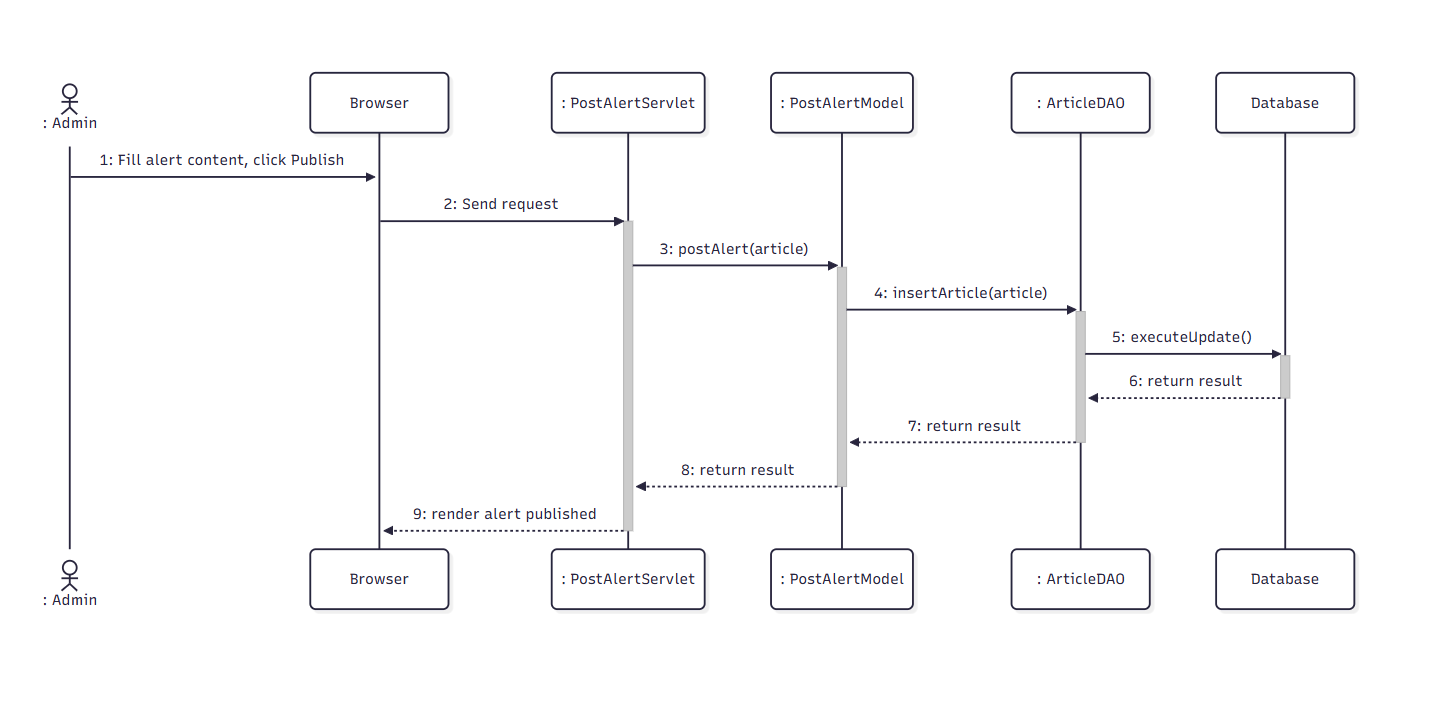 : Admin
Browser
: PostAlertServlet
: PostAlertModel
: ArticleDAO
Database
1: Fill alert content, click Publish
2: Send request
3: postAlert(article)
4: insertArticle(article)
5: executeUpdate()
6: return result
7: return result
8: return result
9: render alert published
: Admin
Browser
: PostAlertServlet
: PostAlertModel
: ArticleDAO
Database